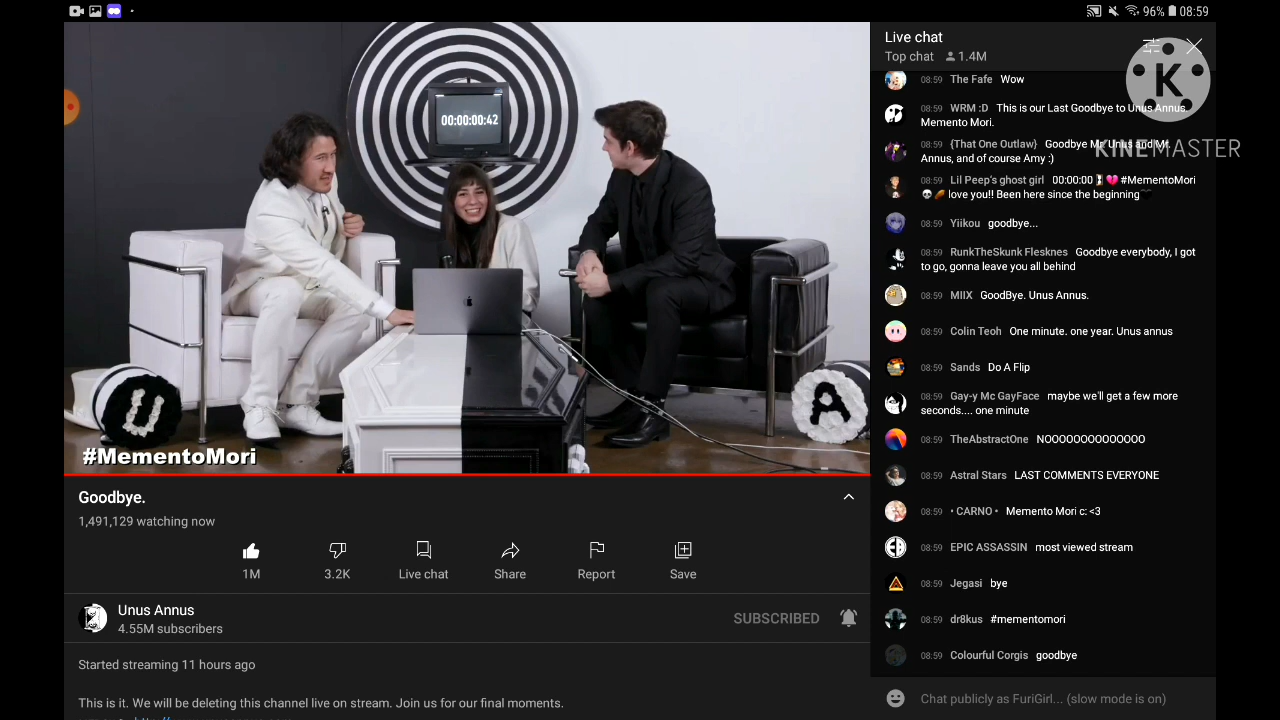 96% 08:59
00:00:00:42
U
A
#MementoMori
Goodbye.
1,491,129 watching now
1M
3.2K
Live chat
Share
Report
Save
Unus Annus
4.55M subscribers
SUBSCRIBED
Started streaming 11 hours ago
This is it. We will be deleting this channel live on stream. Join us for our final moments.
Live chat
Top chat 1.4M
K
KINEMASTER
08:59 The Fafe Wow
08:59 WRM :D This is our Last Goodbye to Unus Annus.
Memento Mori.
08:59 {That One Outlaw} Goodbye Mr. Unus and Mr.
Annus, and of course Amy :)
08:59 Lil Peep's ghost girl 00:00:00⏳💔#MementoMori
💀⚰️ love you!! Been here since the beginning🖤
08:59 Yiikou goodbye...
08:59 RunkTheSkunk Flesknes Goodbye everybody, I got
to go, gonna leave you all behind
08:59 MIIX GoodBye. Unus Annus.
08:59 Colin Teoh One minute. one year. Unus annus
08:59 Sands Do A Flip
08:59 Gay-y Mc GayFace maybe we'll get a few more
seconds.... one minute
08:59 TheAbstractOne NOOOOOOOOOOOOOO
08:59 Astral Stars LAST COMMENTS EVERYONE
08:59 • CARNO • Memento Mori c: <3
08:59 EPIC ASSASSIN most viewed stream
08:59 Jegasi bye
08:59 dr8kus #mementomori
08:59 Colourful Corgis goodbye
Chat publicly as FuriGirl... (slow mode is on)